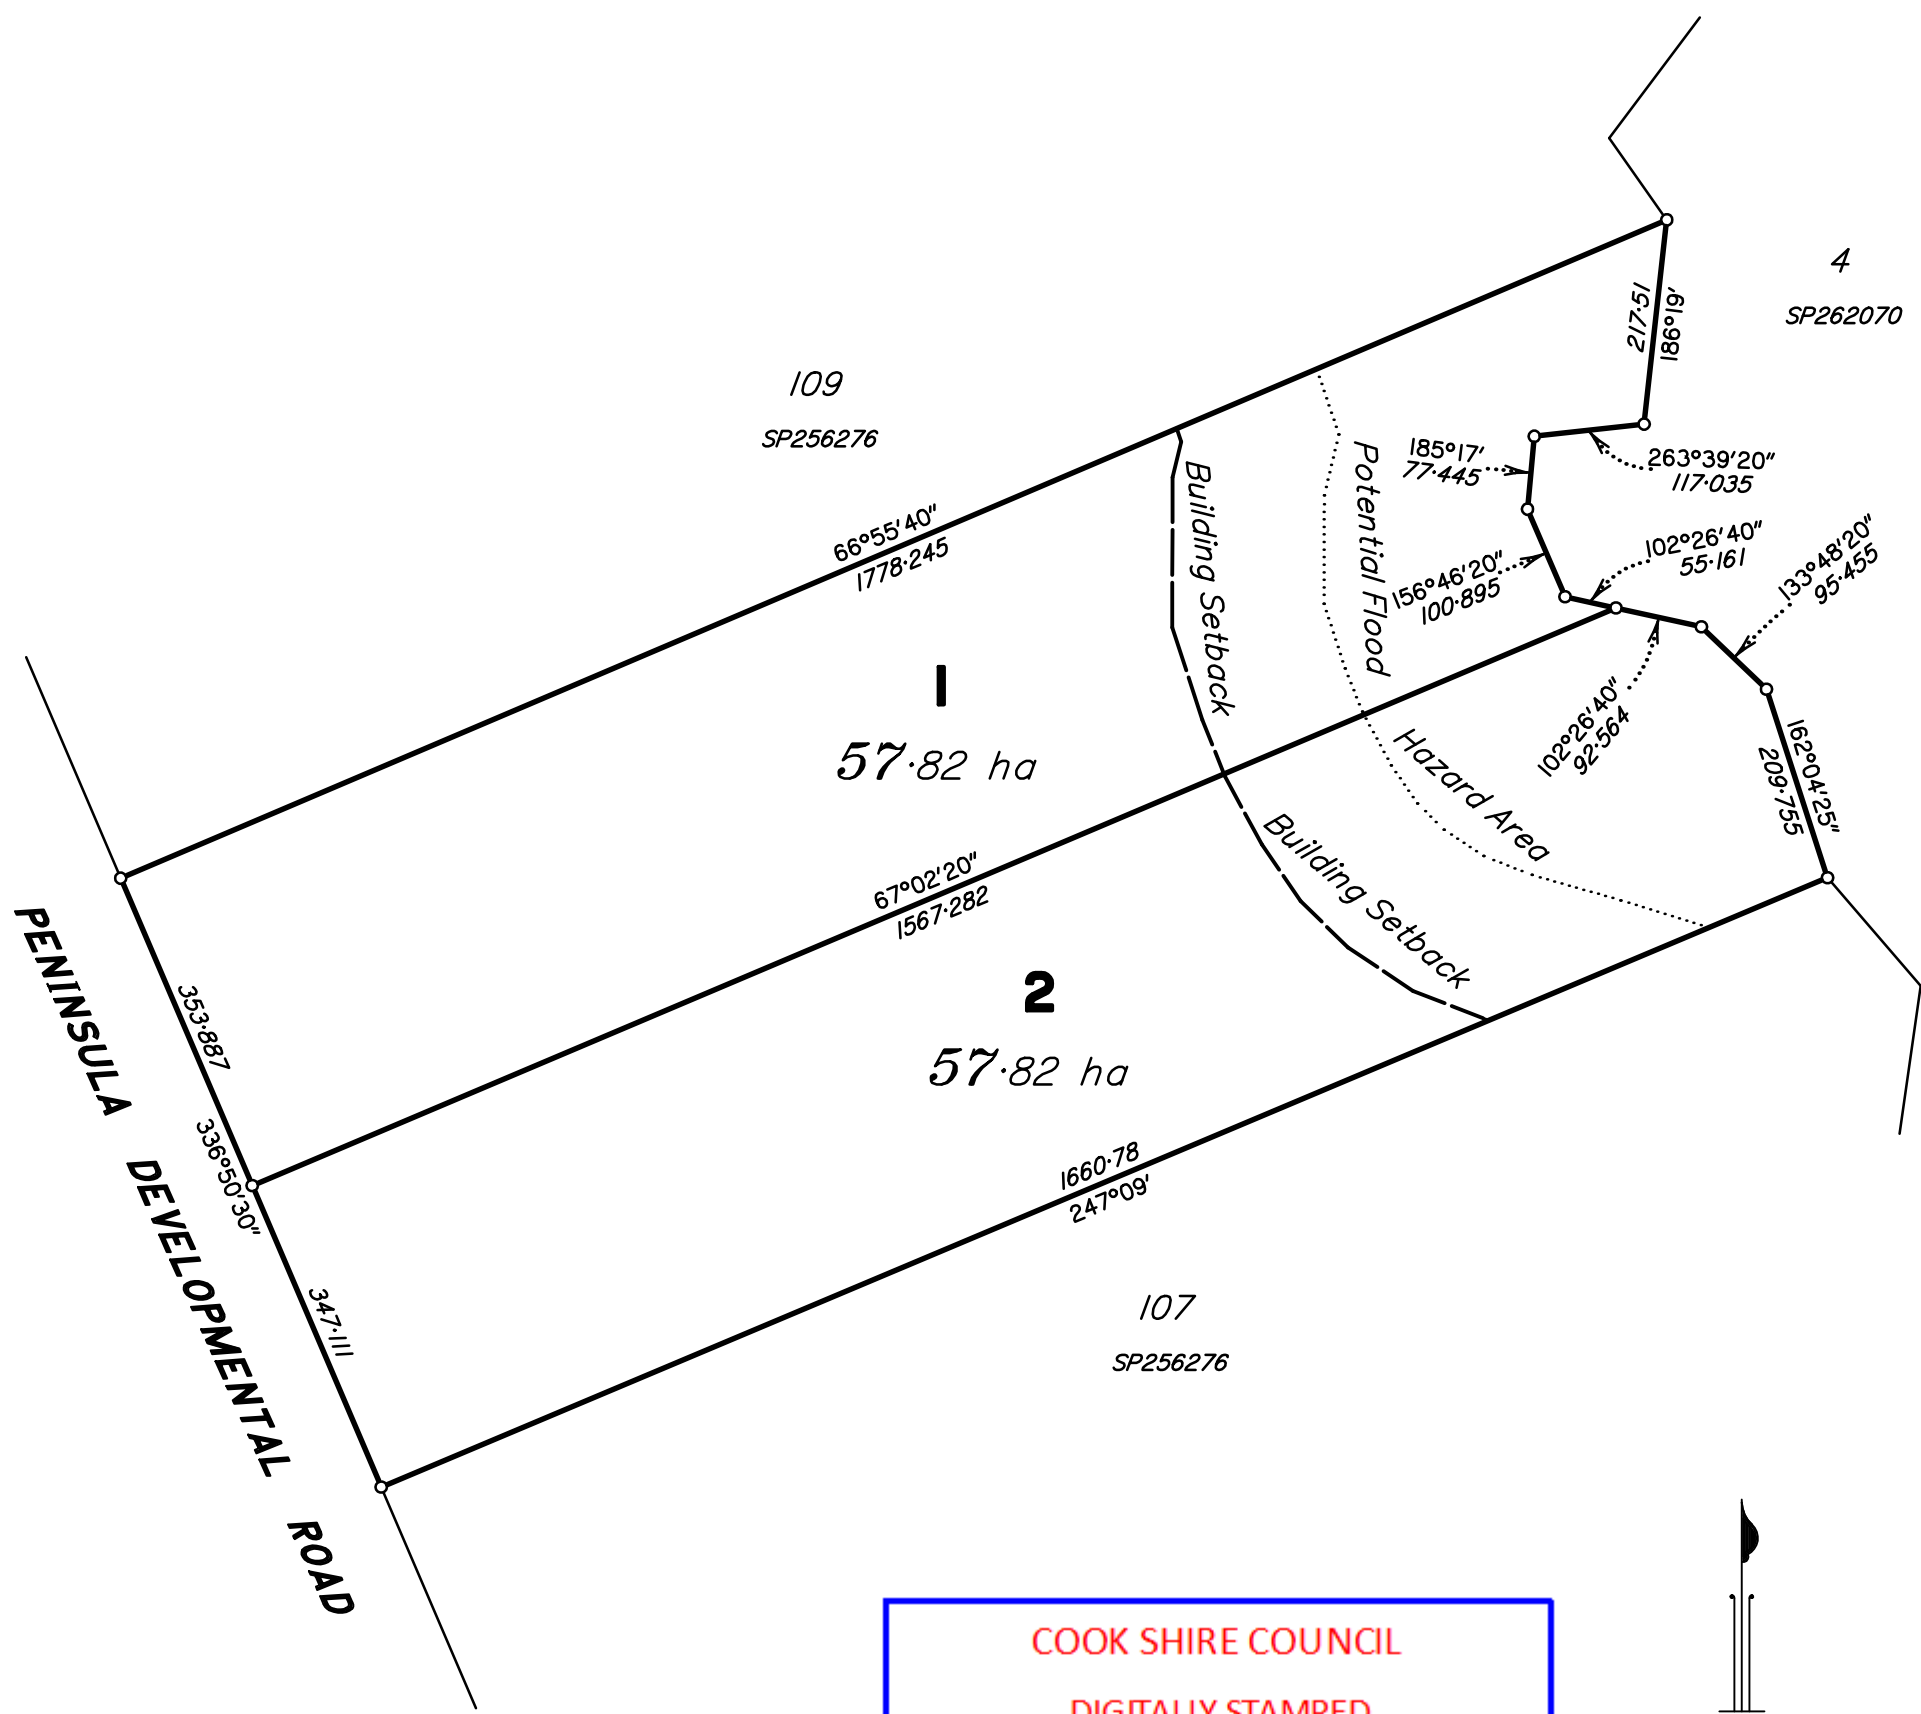 4
SP262070
217·51
186°19'
109
SP256276
185°17'
77·445
263°39'20"
117·035
66°55'40"
1778·245
Building Setback
Potential Flood
156°46'20"
100·895
102°26'40"
55·161
133°48'20"
95·455
1
57·82 ha
102°26'40"
92·564
162°04'25"
209·755
Hazard Area
Building Setback
67°02'20"
1567·282
2
57·82 ha
353·887
336°50'30"
347·111
PENINSULA DEVELOPMENTAL ROAD
1660·78
247°09'
107
SP256276
COOK SHIRE COUNCIL
DIGITALLY STAMPED